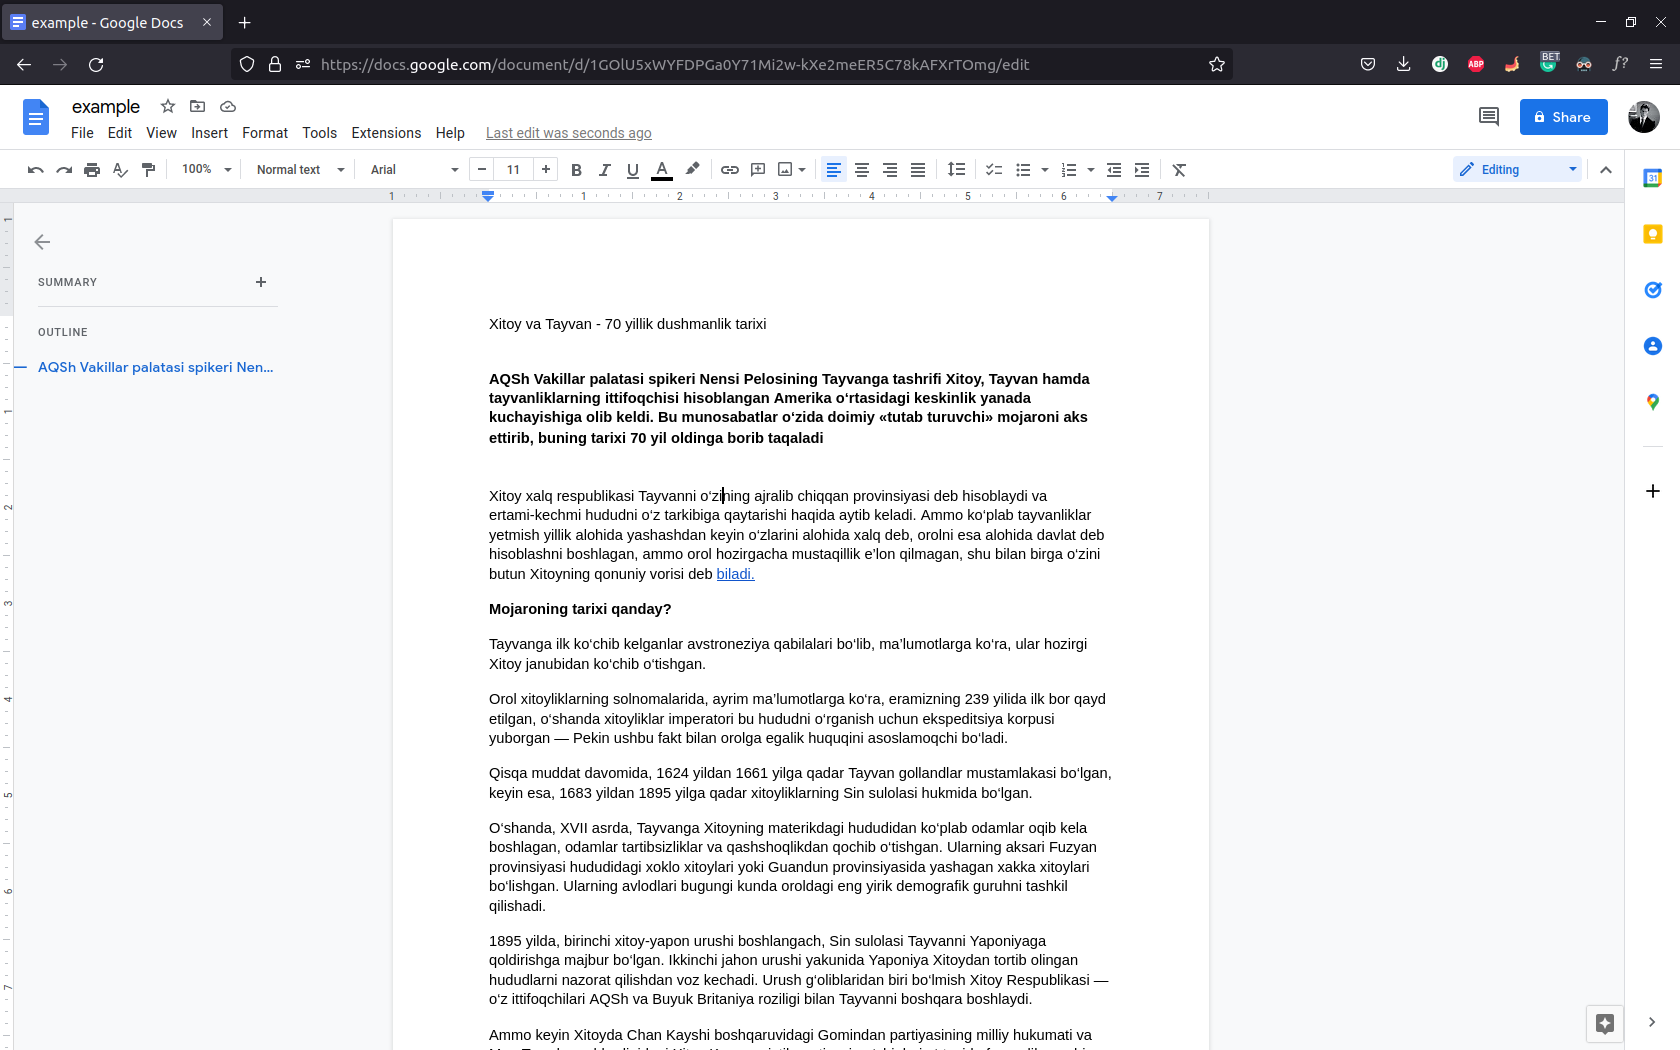 example - Google Docs
https://docs.google.com/document/d/1GOlU5xWYFDPGa0Y71Mi2w-kXe2meER5C78kAFXrTOmg/edit
ABP
BET
f?
example
File Edit View Insert Format Tools Extensions Help Last edit was seconds ago
Share
100% Normal text Arial 11 Editing
1 1 2 3 4 5 6 7
31
SUMMARY
OUTLINE
AQSh Vakillar palatasi spikeri Nen...
Xitoy va Tayvan - 70 yillik dushmanlik tarixi
AQSh Vakillar palatasi spikeri Nensi Pelosining Tayvanga tashrifi Xitoy, Tayvan hamda
tayvanliklarning ittifoqchisi hisoblangan Amerika o‘rtasidagi keskinlik yanada
kuchayishiga olib keldi. Bu munosabatlar o‘zida doimiy «tutab turuvchi» mojaroni aks
ettirib, buning tarixi 70 yil oldinga borib taqaladi
Xitoy xalq respublikasi Tayvanni o‘zining ajralib chiqqan provinsiyasi deb hisoblaydi va
ertami-kechmi hududni o‘z tarkibiga qaytarishi haqida aytib keladi. Ammo ko‘plab tayvanliklar
yetmish yillik alohida yashashdan keyin o‘zlarini alohida xalq deb, orolni esa alohida davlat deb
hisoblashni boshlagan, ammo orol hozirgacha mustaqillik e’lon qilmagan, shu bilan birga o‘zini
butun Xitoyning qonuniy vorisi deb biladi.
Mojaroning tarixi qanday?
Tayvanga ilk ko‘chib kelganlar avstroneziya qabilalari bo‘lib, ma’lumotlarga ko‘ra, ular hozirgi
Xitoy janubidan ko‘chib o‘tishgan.
Orol xitoyliklarning solnomalarida, ayrim ma’lumotlarga ko‘ra, eramizning 239 yilida ilk bor qayd
etilgan, o‘shanda xitoyliklar imperatori bu hududni o‘rganish uchun ekspeditsiya korpusi
yuborgan — Pekin ushbu fakt bilan orolga egalik huquqini asoslamoqchi bo‘ladi.
Qisqa muddat davomida, 1624 yildan 1661 yilga qadar Tayvan gollandlar mustamlakasi bo‘lgan,
keyin esa, 1683 yildan 1895 yilga qadar xitoyliklarning Sin sulolasi hukmida bo‘lgan.
O‘shanda, XVII asrda, Tayvanga Xitoyning materikdagi hududidan ko‘plab odamlar oqib kela
boshlagan, odamlar tartibsizliklar va qashshoqlikdan qochib o‘tishgan. Ularning aksari Fuzyan
provinsiyasi hududidagi xoklo xitoylari yoki Guandun provinsiyasida yashagan xakka xitoylari
bo‘lishgan. Ularning avlodlari bugungi kunda oroldagi eng yirik demografik guruhni tashkil
qilishadi.
1895 yilda, birinchi xitoy-yapon urushi boshlangach, Sin sulolasi Tayvanni Yaponiyaga
qoldirishga majbur bo‘lgan. Ikkinchi jahon urushi yakunida Yaponiya Xitoydan tortib olingan
hududlarni nazorat qilishdan voz kechadi. Urush g‘oliblaridan biri bo‘lmish Xitoy Respublikasi —
o‘z ittifoqchilari AQSh va Buyuk Britaniya roziligi bilan Tayvanni boshqara boshlaydi.
Ammo keyin Xitoyda Chan Kayshi boshqaruvidagi Gomindan partiyasining milliy hukumati va